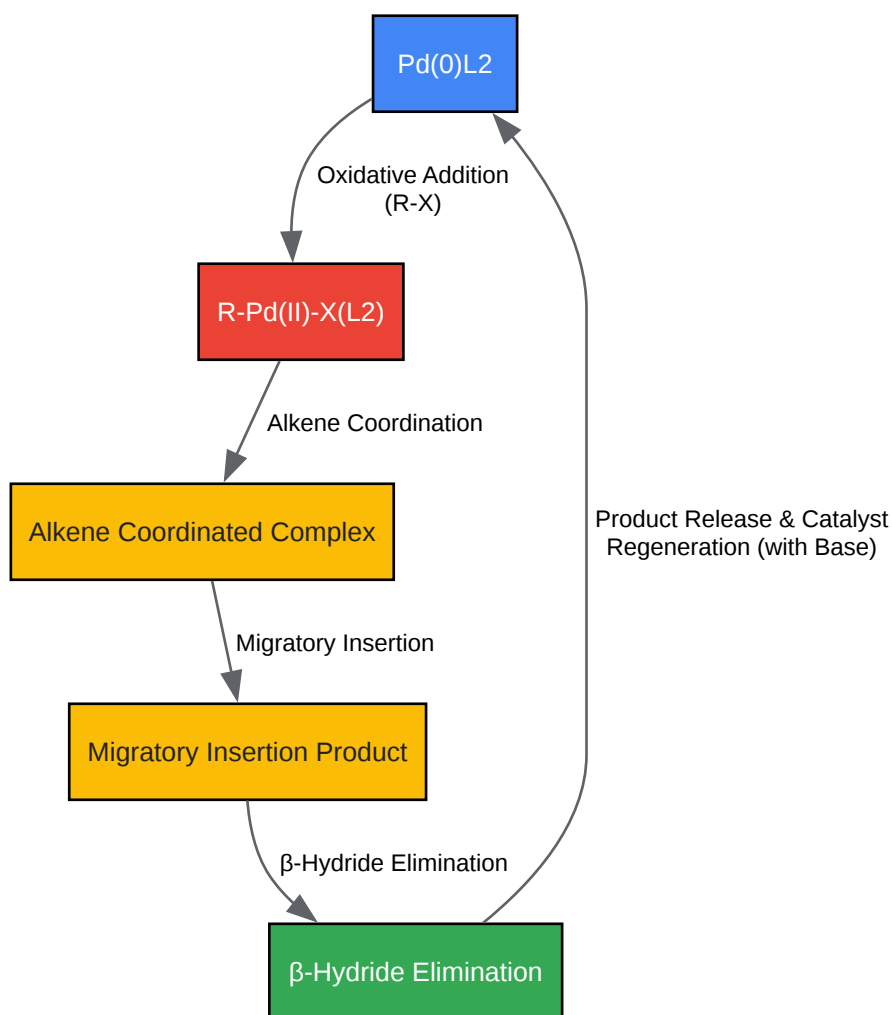 Pd(0)L2
Oxidative Addition
(R-X)
R-Pd(II)-X(L2)
Alkene Coordination
Alkene Coordinated Complex
Product Release & Catalyst
Regeneration (with Base)
Migratory Insertion
Migratory Insertion Product
β-Hydride Elimination
β-Hydride Elimination